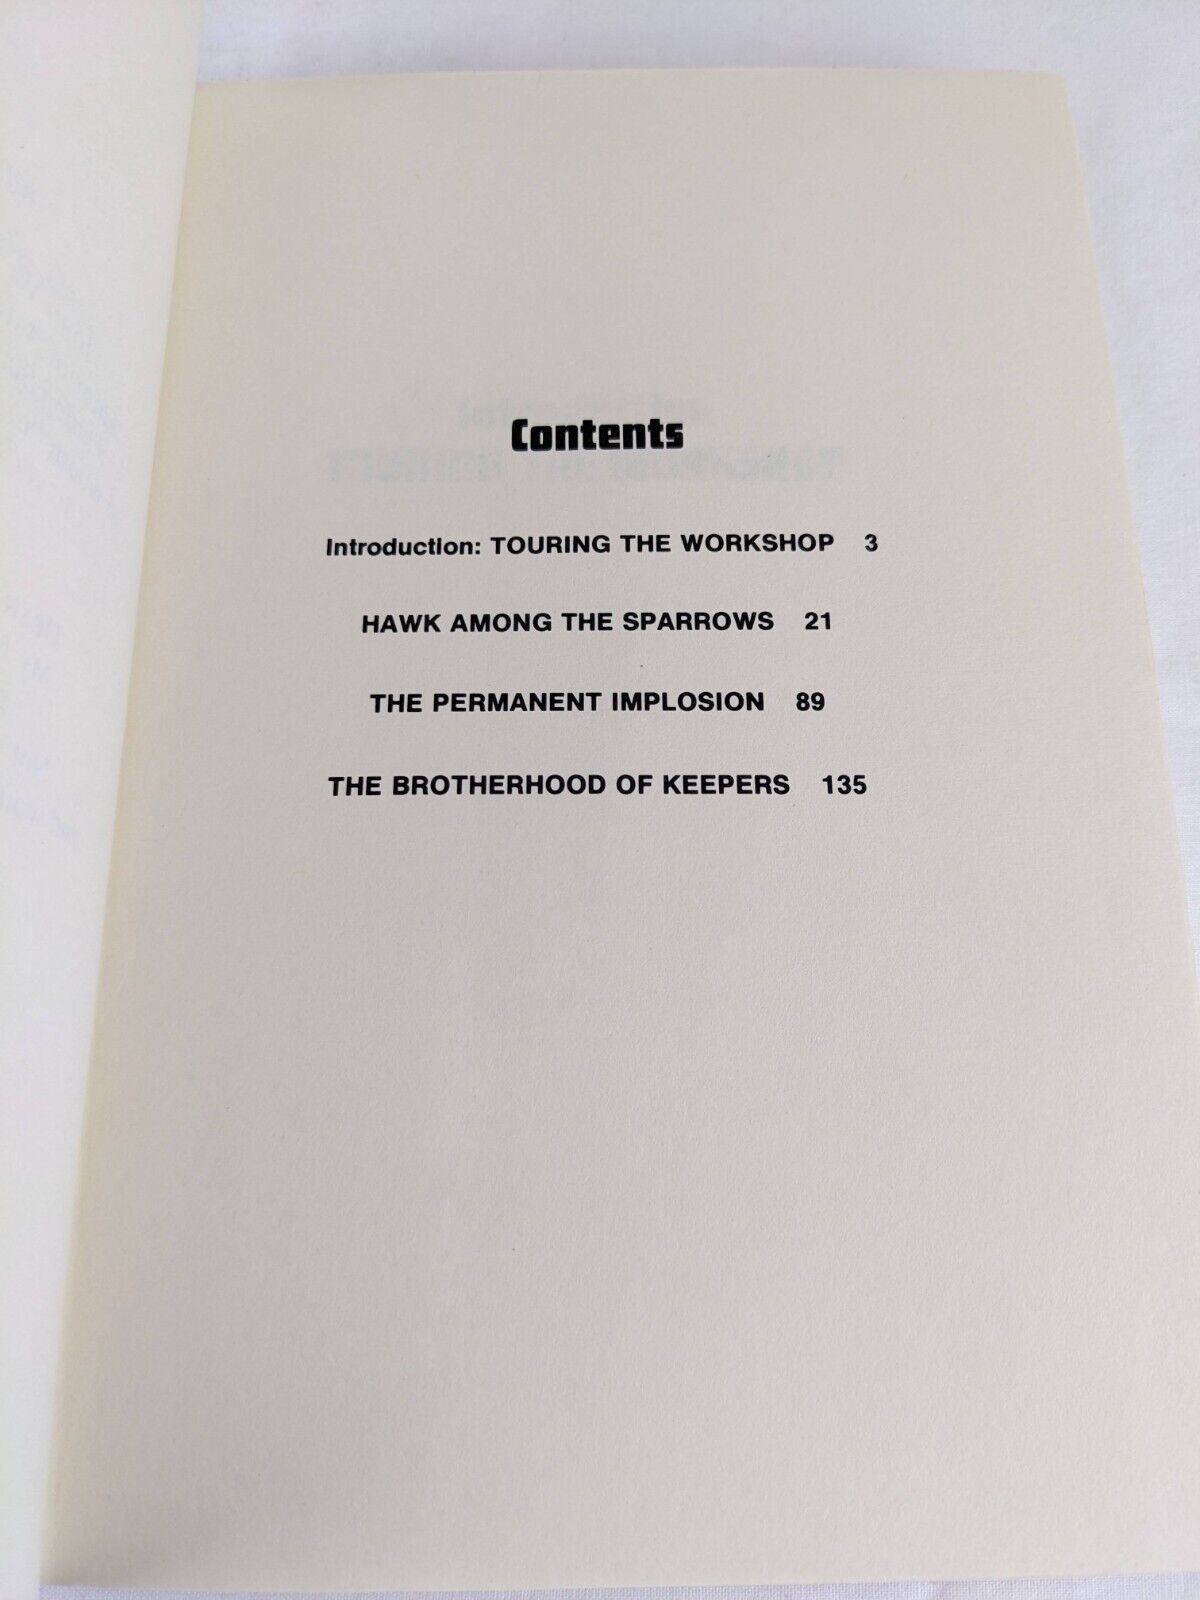 Contents
Introduction: TOURING THE WORKSHOP 3
HAWK AMONG THE SPARROWS 21
THE PERMANENT IMPLOSION 89
THE BROTHERHOOD OF KEEPERS 135